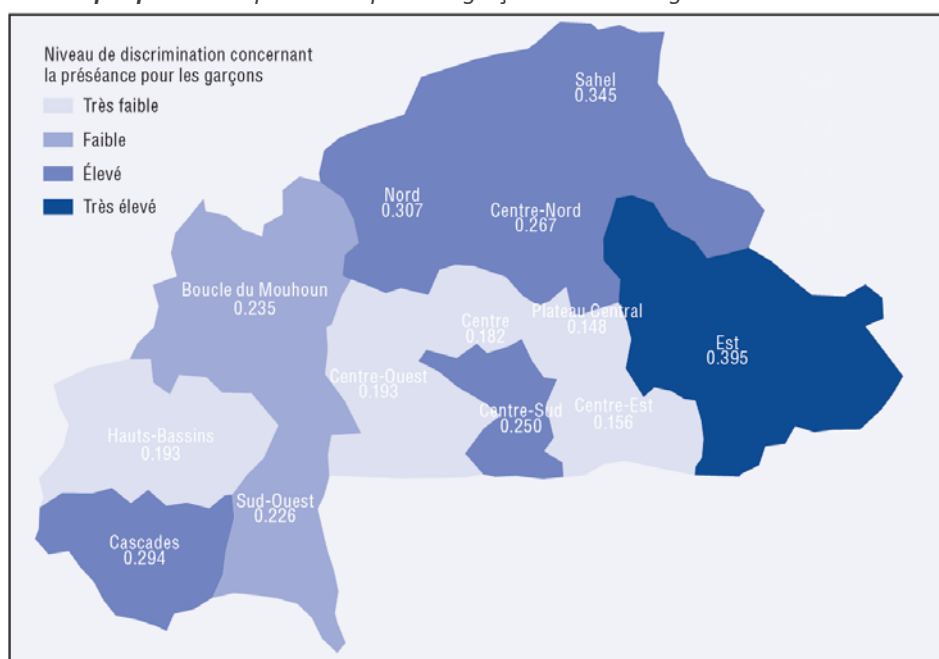 Niveau de discrimination concernant
la préséance pour les garçons
Très faible
Faible
Élevé
Très élevé
Sahel
0.345
Nord
0.307
Centre-Nord
0.267
Boucle du Mouhoun
0.235
Centre
0.182
Plateau Central
0.148
Est
0.395
Centre-Ouest
0.193
Centre-Sud
0.250
Centre-Est
0.156
Hauts-Bassins
0.193
Sud-Ouest
0.226
Cascades
0.294